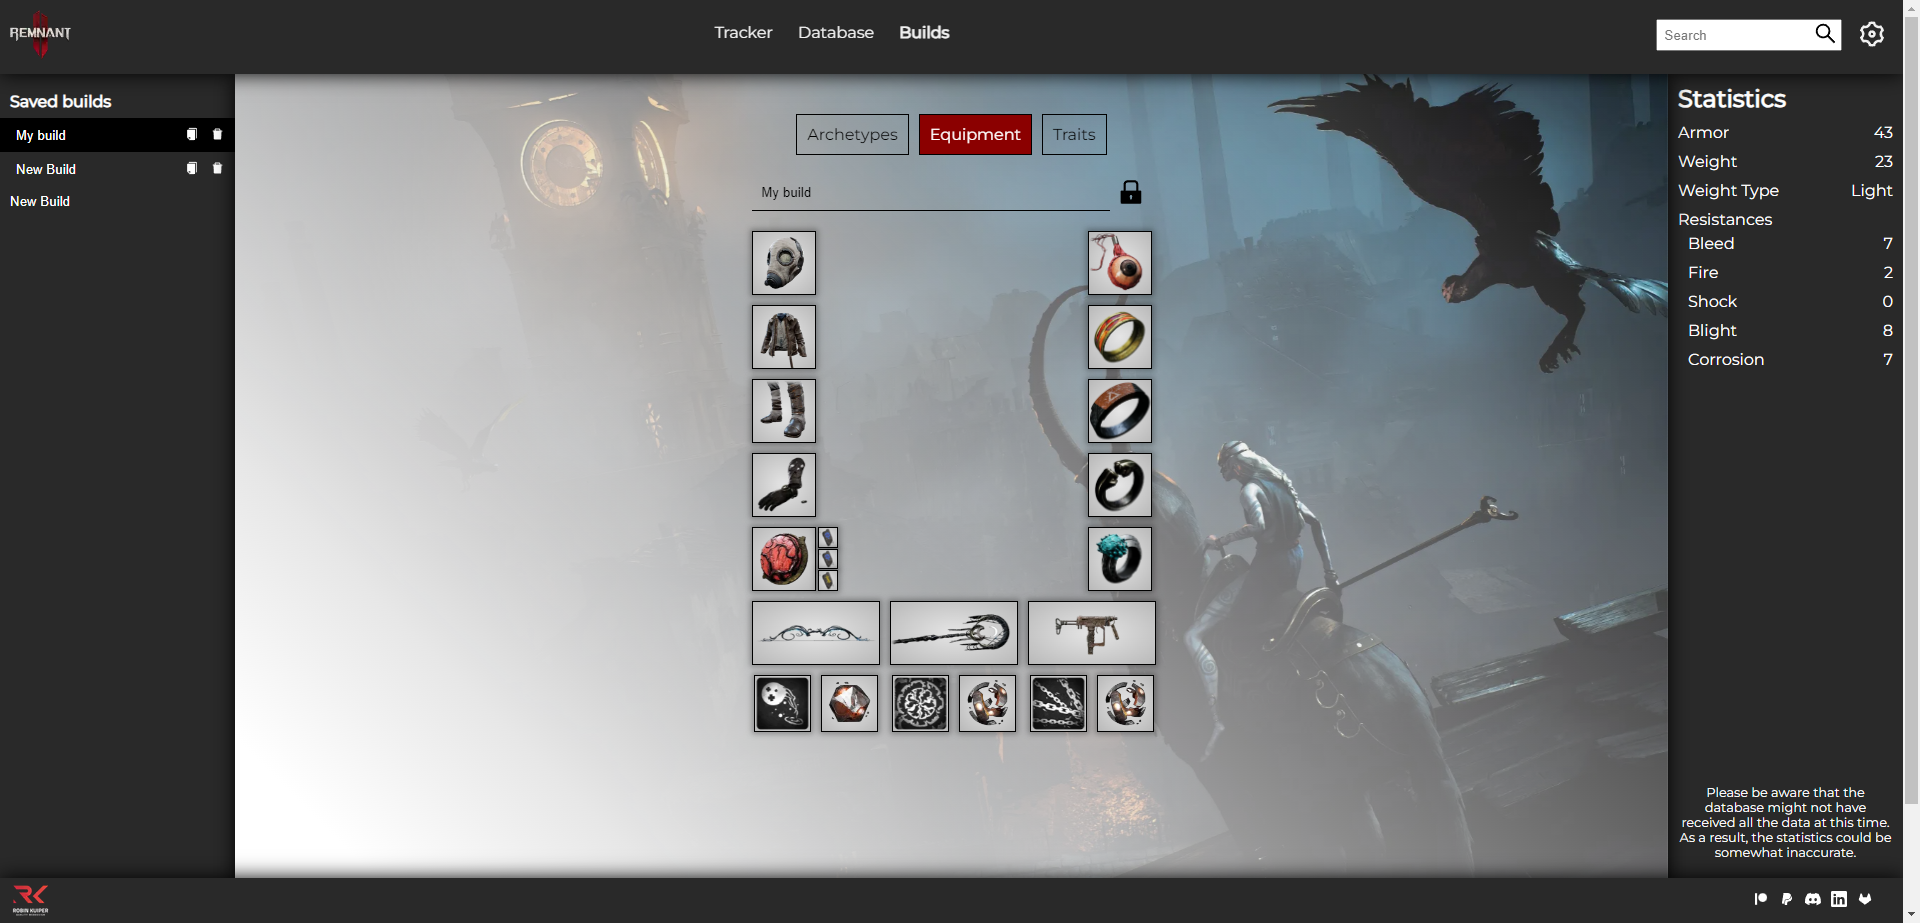 REMNANT
Tracker
Database
Builds
Search
Saved builds
My build
New Build
New Build
Archetypes
Equipment
Traits
My build
Statistics
Armor 43
Weight 23
Weight Type Light
Resistances
Bleed 7
Fire 2
Shock 0
Blight 8
Corrosion 7
Please be aware that the
database might not have
received all the data at this time.
As a result, the statistics could be
somewhat inaccurate.
RK
ROBIN KUIPER